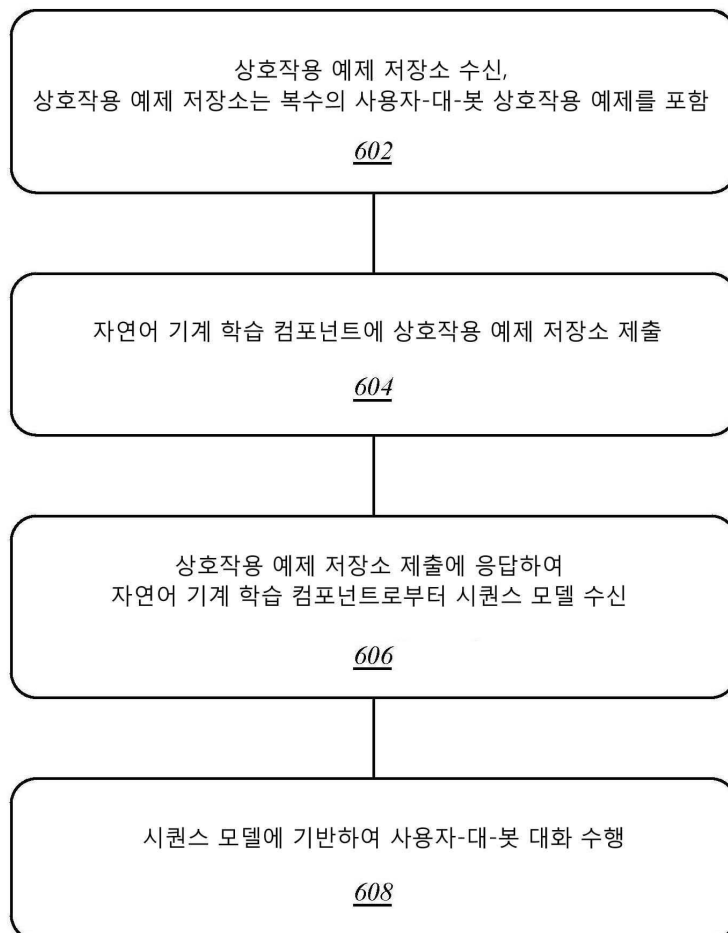 상호작용 예제 저장소 수신,
상호작용 예제 저장소는 복수의 사용자-대-봇 상호작용 예제를 포함
602
자연어 기계 학습 컴포넌트에 상호작용 예제 저장소 제출
604
상호작용 예제 저장소 제출에 응답하여
자연어 기계 학습 컴포넌트로부터 시퀀스 모델 수신
606
시퀀스 모델에 기반하여 사용자-대-봇 대화 수행
608